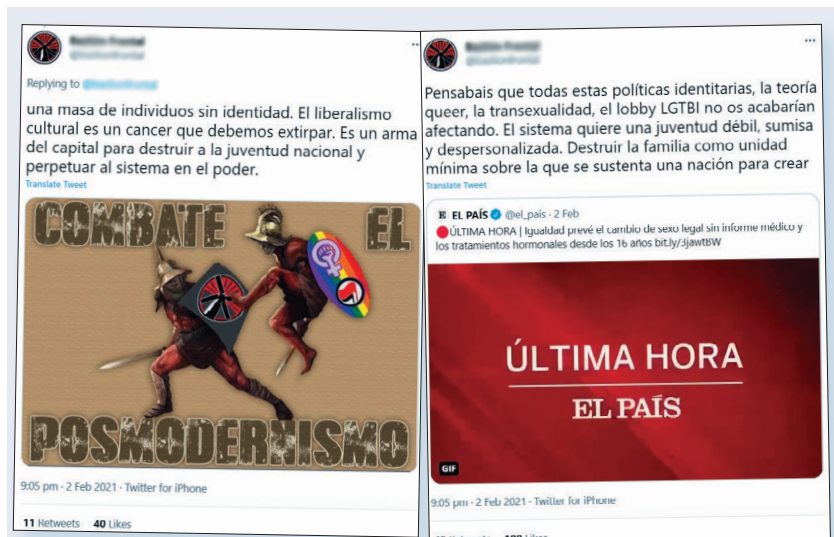 Replying to
una masa de individuos sin identidad. El liberalismo
cultural es un cancer que debemos extirpar. Es un arma
del capital para destruir a la juventud nacional y
perpetuar al sistema en el poder.
Translate Tweet
COMBATE EL
POSMODERNISMO
9:05 pm · 2 Feb 2021 · Twitter for iPhone
11 Retweets 40 Likes
Pensabais que todas estas políticas identitarias, la teoría
queer, la transexualidad, el lobby LGTBI no os acabarían
afectando. El sistema quiere una juventud débil, sumisa
y despersonalizada. Destruir la familia como unidad
mínima sobre la que se sustenta una nación para crear
Translate Tweet
E EL PAÍS @el_pais · 2 Feb
ÚLTIMA HORA | Igualdad prevé el cambio de sexo legal sin informe médico y
los tratamientos hormonales desde los 16 años bit.ly/3jawtBW
ÚLTIMA HORA
EL PAÍS
GIF
9:05 pm · 2 Feb 2021 · Twitter for iPhone